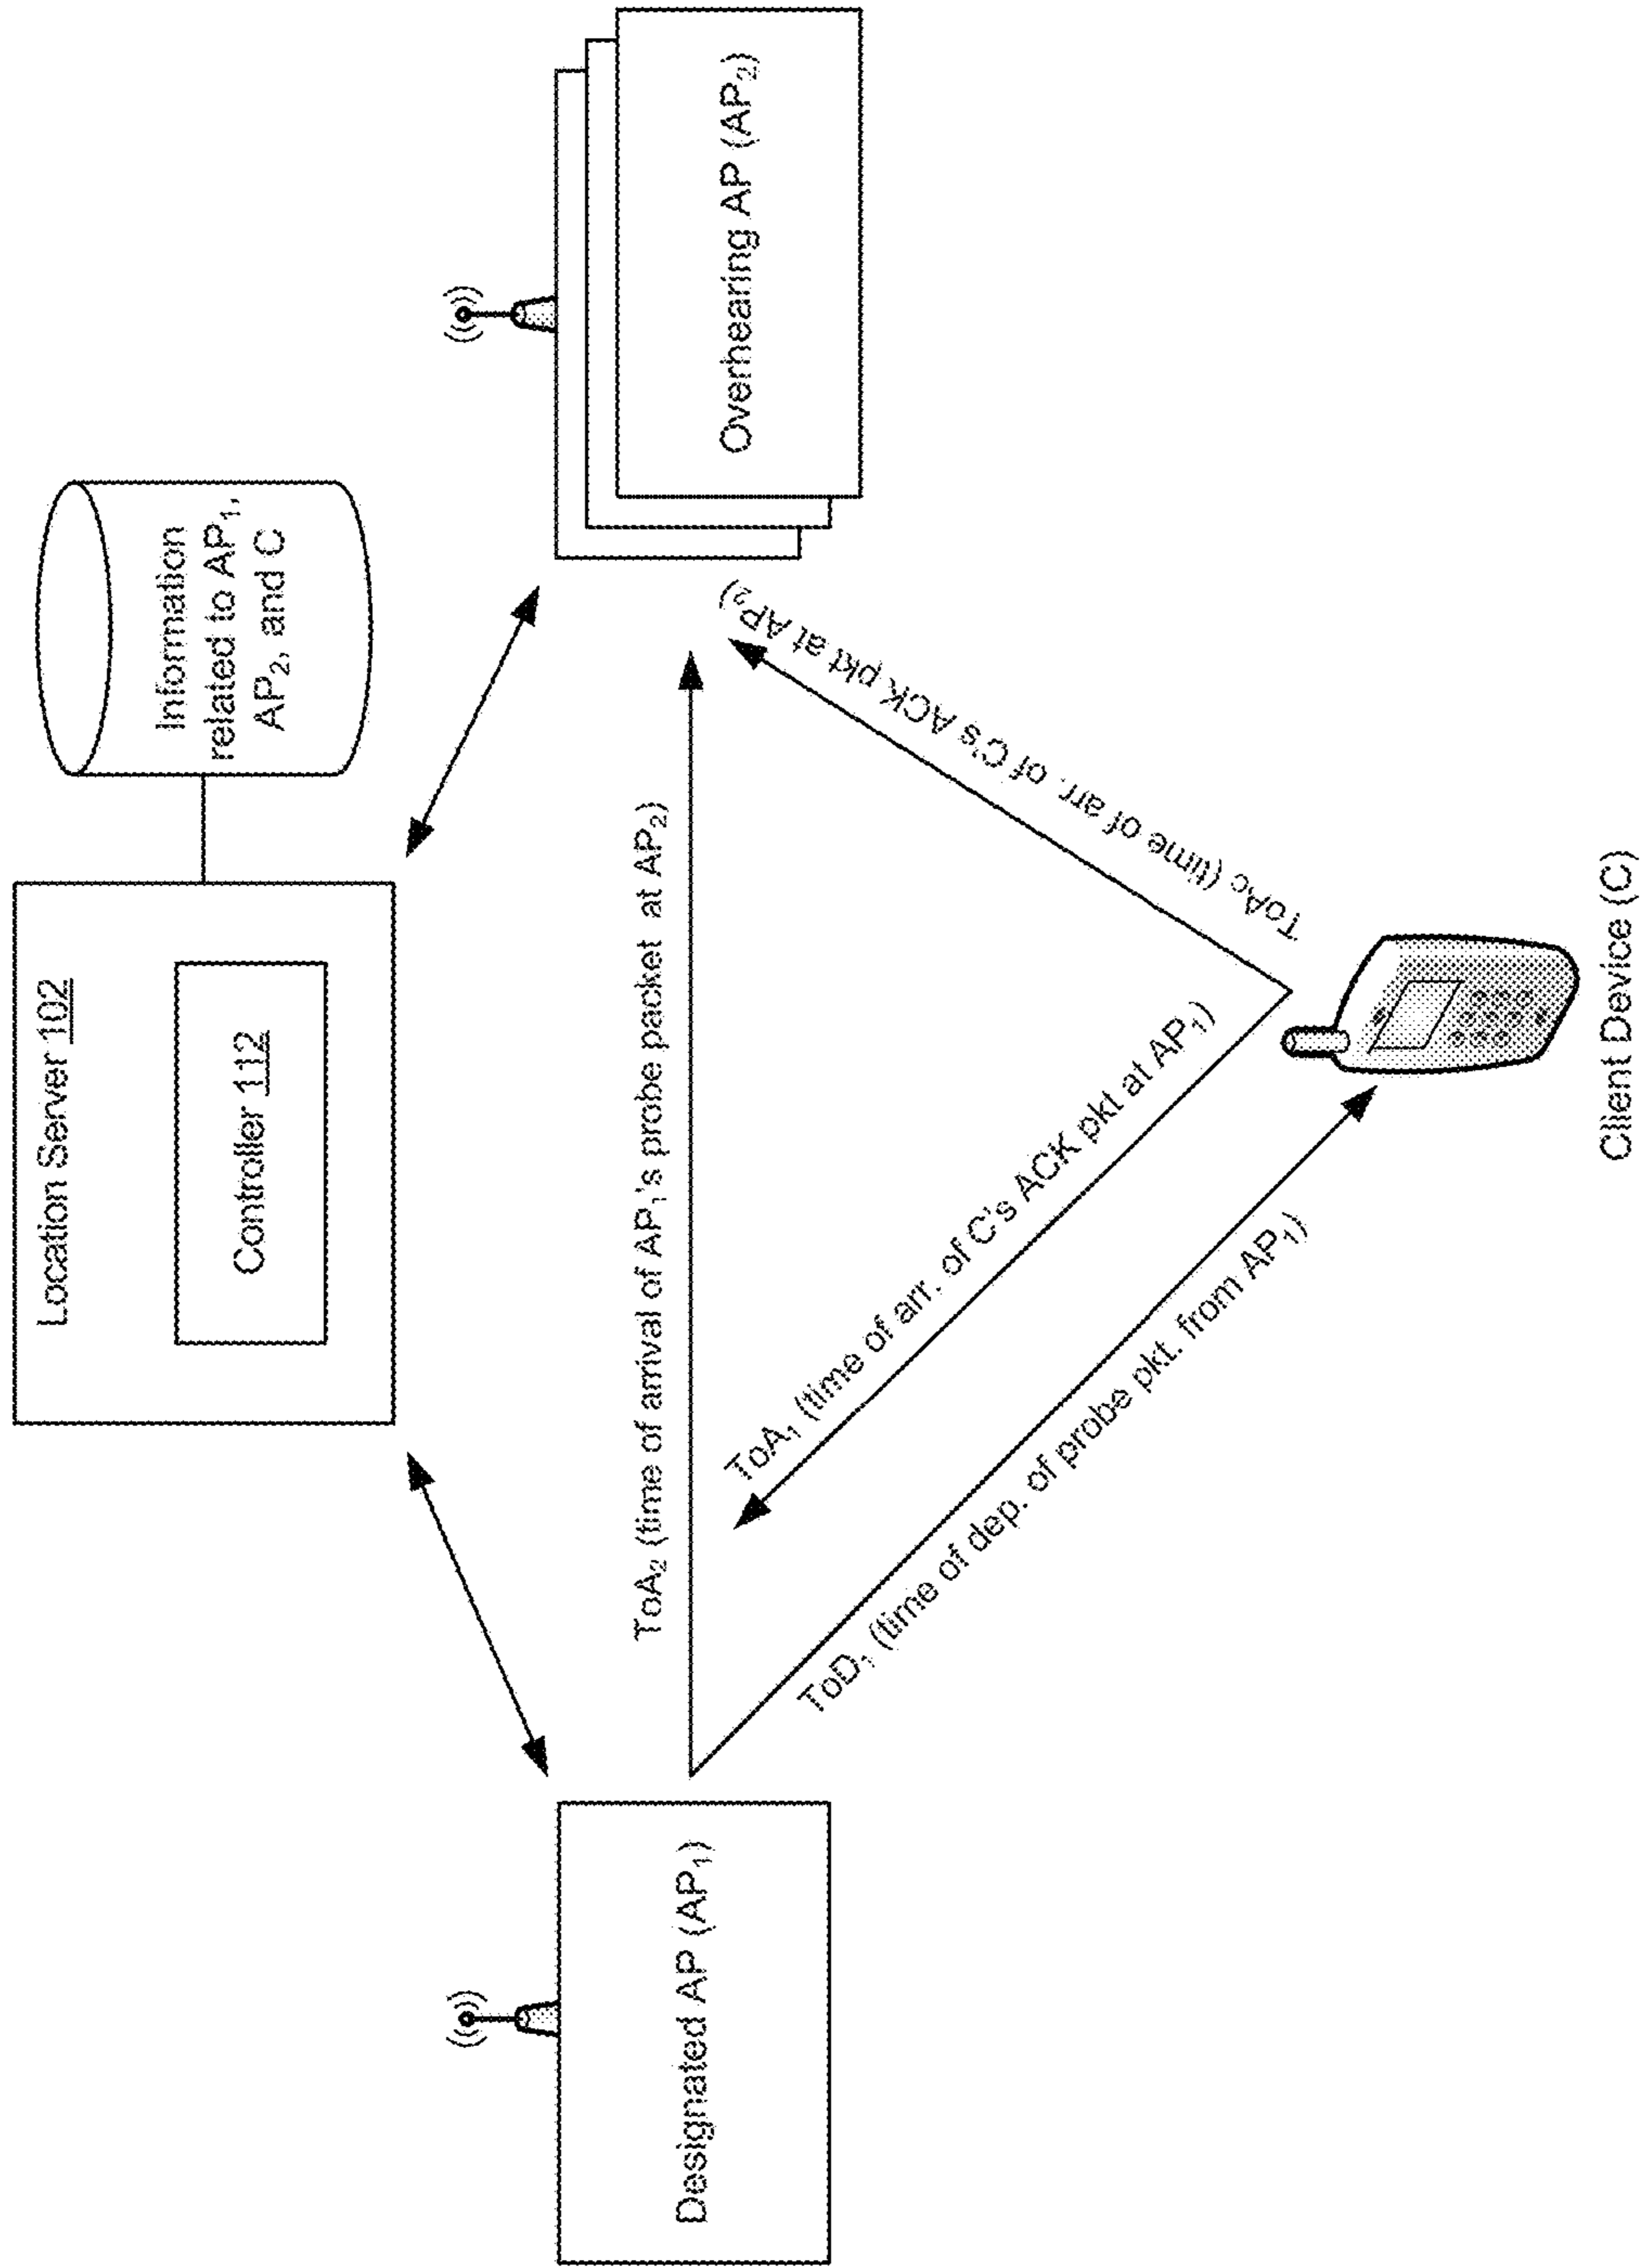 Location Server 102
Controller 112
Information
related to AP₁,
AP₂, and C
Designated AP (AP₁)
Overhearing AP (AP₂)
ToA₂ (time of arrival of AP₁'s probe packet at AP₂)
ToA₁ (time of arr. of C's ACK pkt at AP₁)
ToD₁ (time of dep. of probe pkt. from AP₁)
ToA_C (time of arr. of C's ACK pkt at AP₂)
Client Device (C)